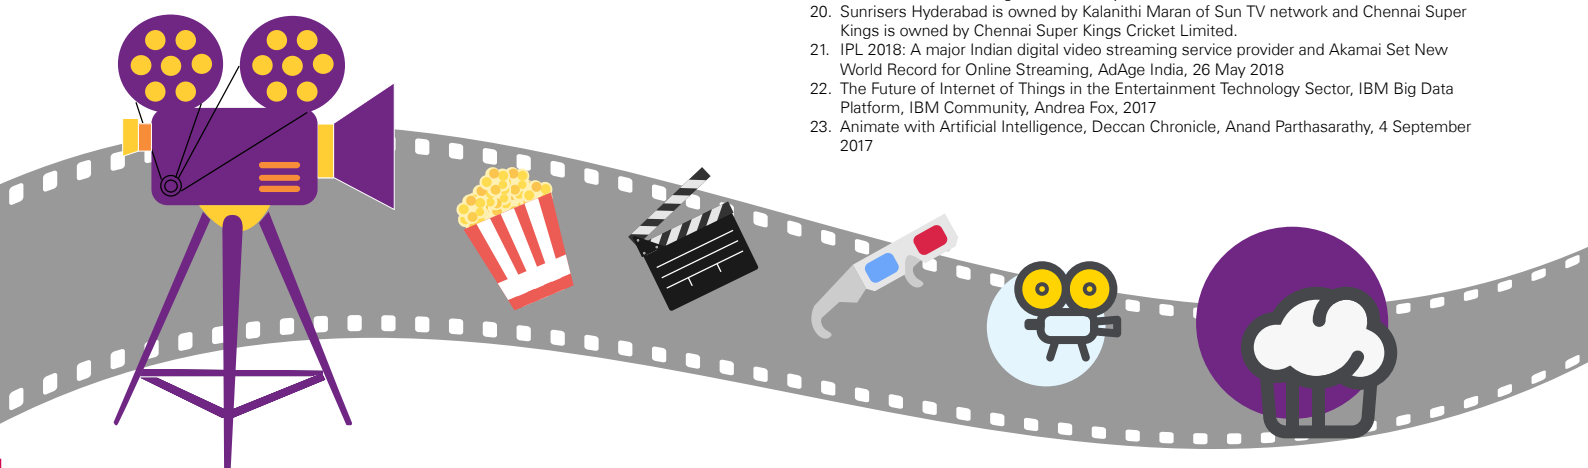 20. Sunrisers Hyderabad is owned by Kalanithi Maran of Sun TV network and Chennai Super
Kings is owned by Chennai Super Kings Cricket Limited.
21. IPL 2018: A major Indian digital video streaming service provider and Akamai Set New
World Record for Online Streaming, AdAge India, 26 May 2018
22. The Future of Internet of Things in the Entertainment Technology Sector, IBM Big Data
Platform, IBM Community, Andrea Fox, 2017
23. Animate with Artificial Intelligence, Deccan Chronicle, Anand Parthasarathy, 4 September
2017